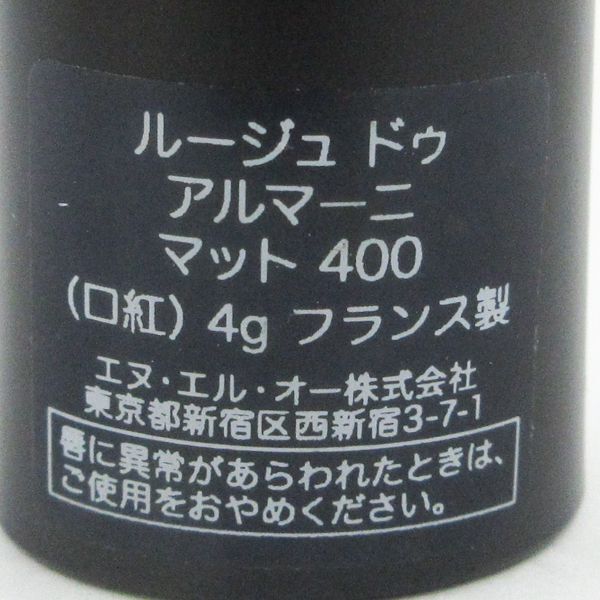 ルージュ ドゥ
アルマーニ
マット 400
(口紅) 4g フランス製
エヌ・エル・オー株式会社
東京都新宿区西新宿3-7-1
唇に異常があらわれたときは、
ご使用をおやめください。